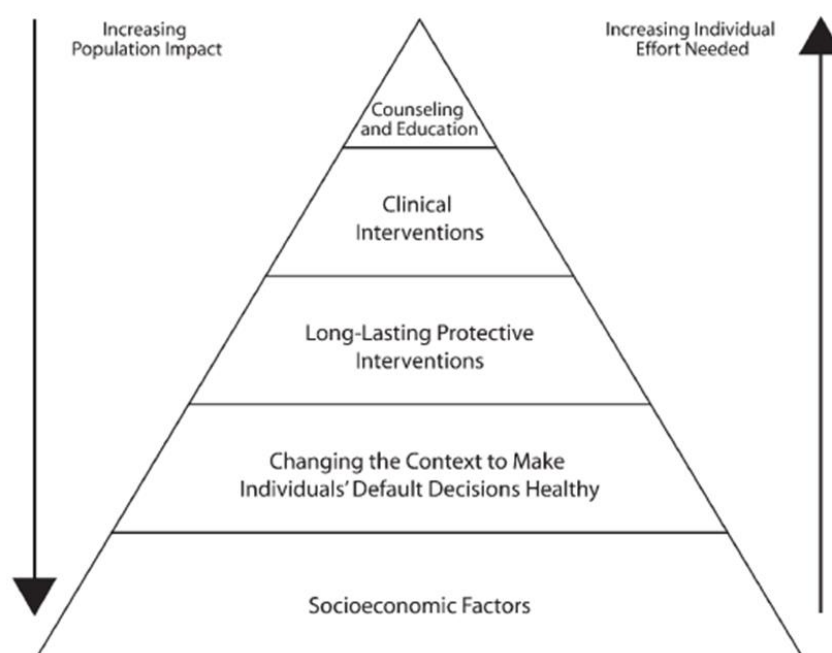 Increasing
Population Impact
Increasing Individual
Effort Needed
Counseling
and Education
Clinical
Interventions
Long-Lasting Protective
Interventions
Changing the Context to Make
Individuals' Default Decisions Healthy
Socioeconomic Factors